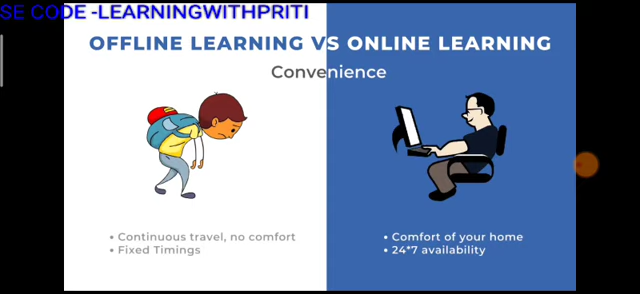 SE CODE -LEARNINGWITHPRITI
OFFLINE LEARNING VS ONLINE LEARNING
Convenience
• Continuous travel, no comfort
• Fixed Timings
• Comfort of your home
• 24*7 availability